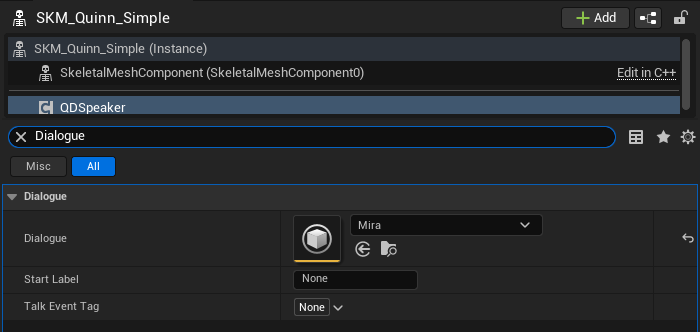 SKM_Quinn_Simple
Add
SKM_Quinn_Simple (Instance)
SkeletalMeshComponent (SkeletalMeshComponent0)
Edit in C++
QDSpeaker
Dialogue
Misc
All
Dialogue
Dialogue
Mira
Start Label
None
Talk Event Tag
None